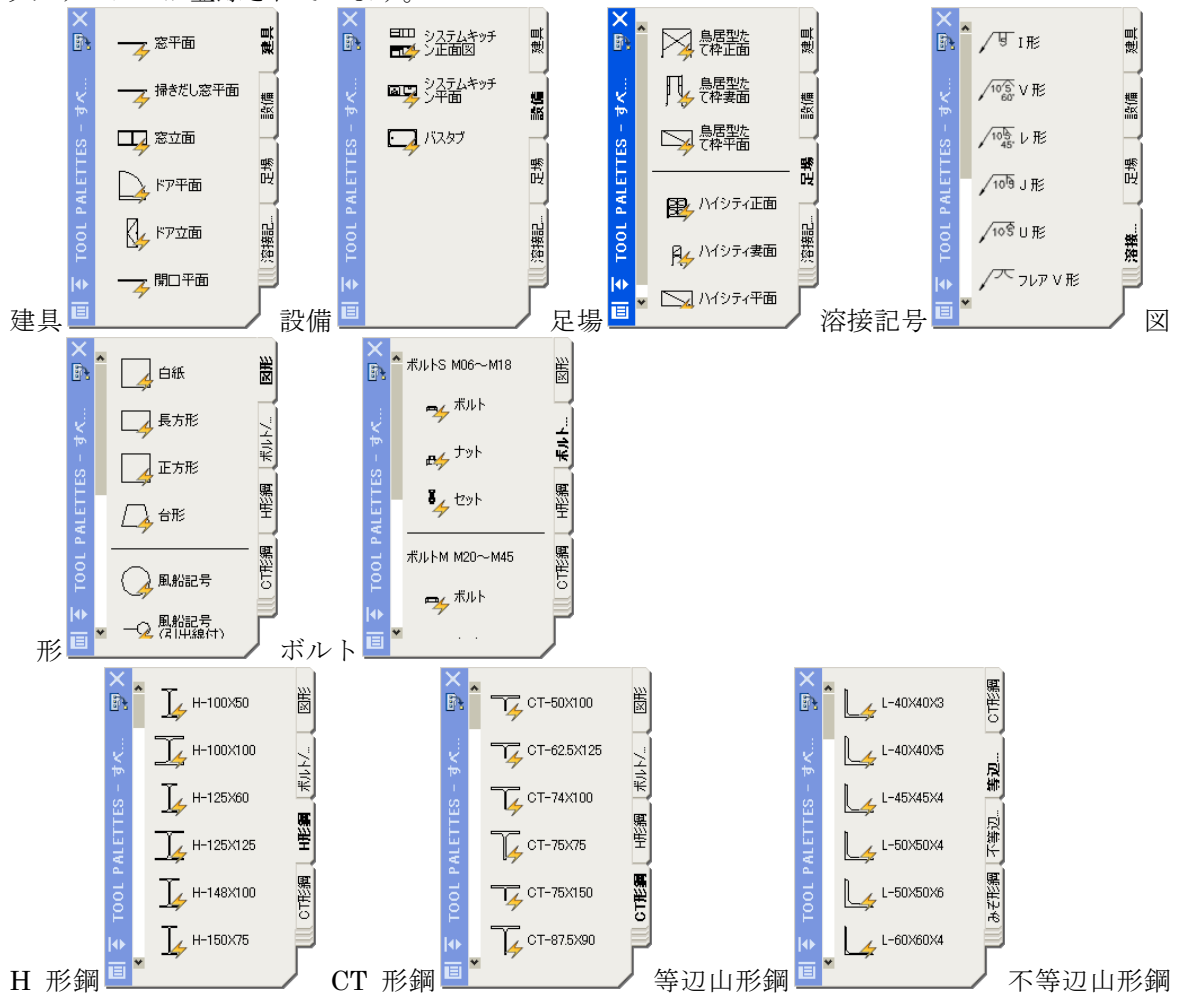 建具
TOOL PALETTES - すべ...
窓平面
掃きだし窓平面
窓立面
ドア平面
ドア立面
開口平面
建具
設備
足場
溶接記...
設備
TOOL PALETTES - すべ...
システムキッチ
ン正面図
システムキッチ
ン平面
バスタブ
建具
設備
足場
溶接記...
足場
TOOL PALETTES - すべ...
鳥居型た
て枠正面
鳥居型た
て枠妻面
鳥居型た
て枠平面
ハイシティ正面
ハイシティ妻面
ハイシティ平面
建具
設備
足場
溶接記...
溶接記号
TOOL PALETTES - すべ...
I形
V形
レ形
J形
U形
フレア V 形
建具
設備
足場
溶接...
図
形
TOOL PALETTES - すべ...
白紙
長方形
正方形
台形
風船記号
風船記号
(引出線付)
図形
ボルト/...
H形鋼
CT形鋼
ボルト
TOOL PALETTES - すべ...
ボルトS M06～M18
ボルト
ナット
セット
ボルトM M20～M45
ボルト
図形
ボルト...
H形鋼
CT形鋼
H 形鋼
TOOL PALETTES - すべ...
H-100X50
H-100X100
H-125X60
H-125X125
H-148X100
H-150X75
図形
ボルト/...
H形鋼
CT形鋼
CT 形鋼
TOOL PALETTES - すべ...
CT-50X100
CT-62.5X125
CT-74X100
CT-75X75
CT-75X150
CT-87.5X90
図形
ボルト/...
H形鋼
CT形鋼
等辺山形鋼
TOOL PALETTES - すべ...
L-40X40X3
L-40X40X5
L-45X45X4
L-50X50X4
L-50X50X6
L-60X60X4
CT形鋼
等辺...
不等辺...
みぞ形鋼
不等辺山形鋼